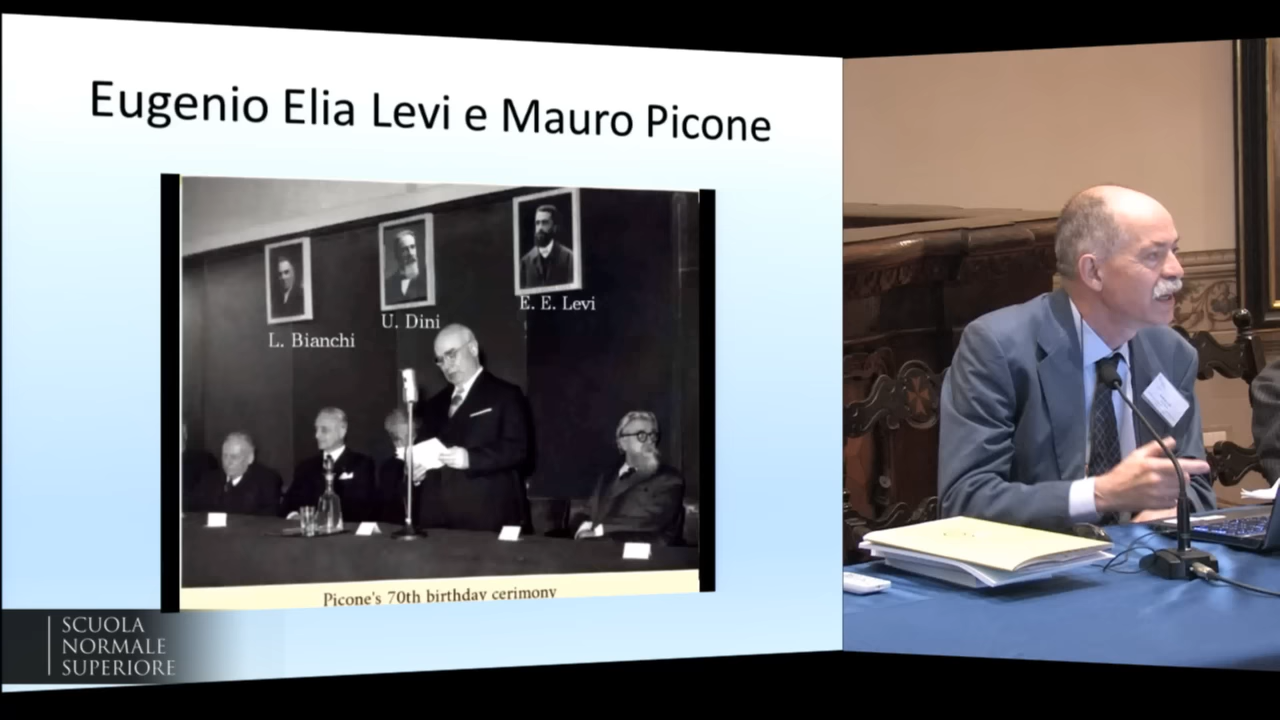 Eugenio Elia Levi e Mauro Picone
E. E. Levi
U. Dini
L. Bianchi
Picone's 70th birthday cerimony
SCUOLA
NORMALE
SUPERIORE